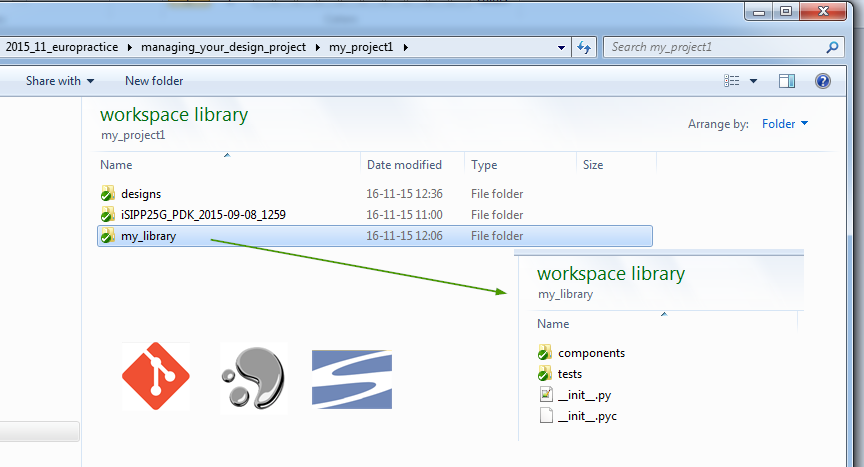 2015_11_europractice managing_your_design_project my_project1 Search my_project1
Share with New folder
workspace library
my_project1
Arrange by: Folder
Name Date modified Type Size
designs 16-11-15 12:36 File folder
iSIPP25G_PDK_2015-09-08_1259 16-11-15 11:00 File folder
my_library 16-11-15 12:06 File folder
workspace library
my_library
Name
components
tests
__init__.py
__init__.pyc